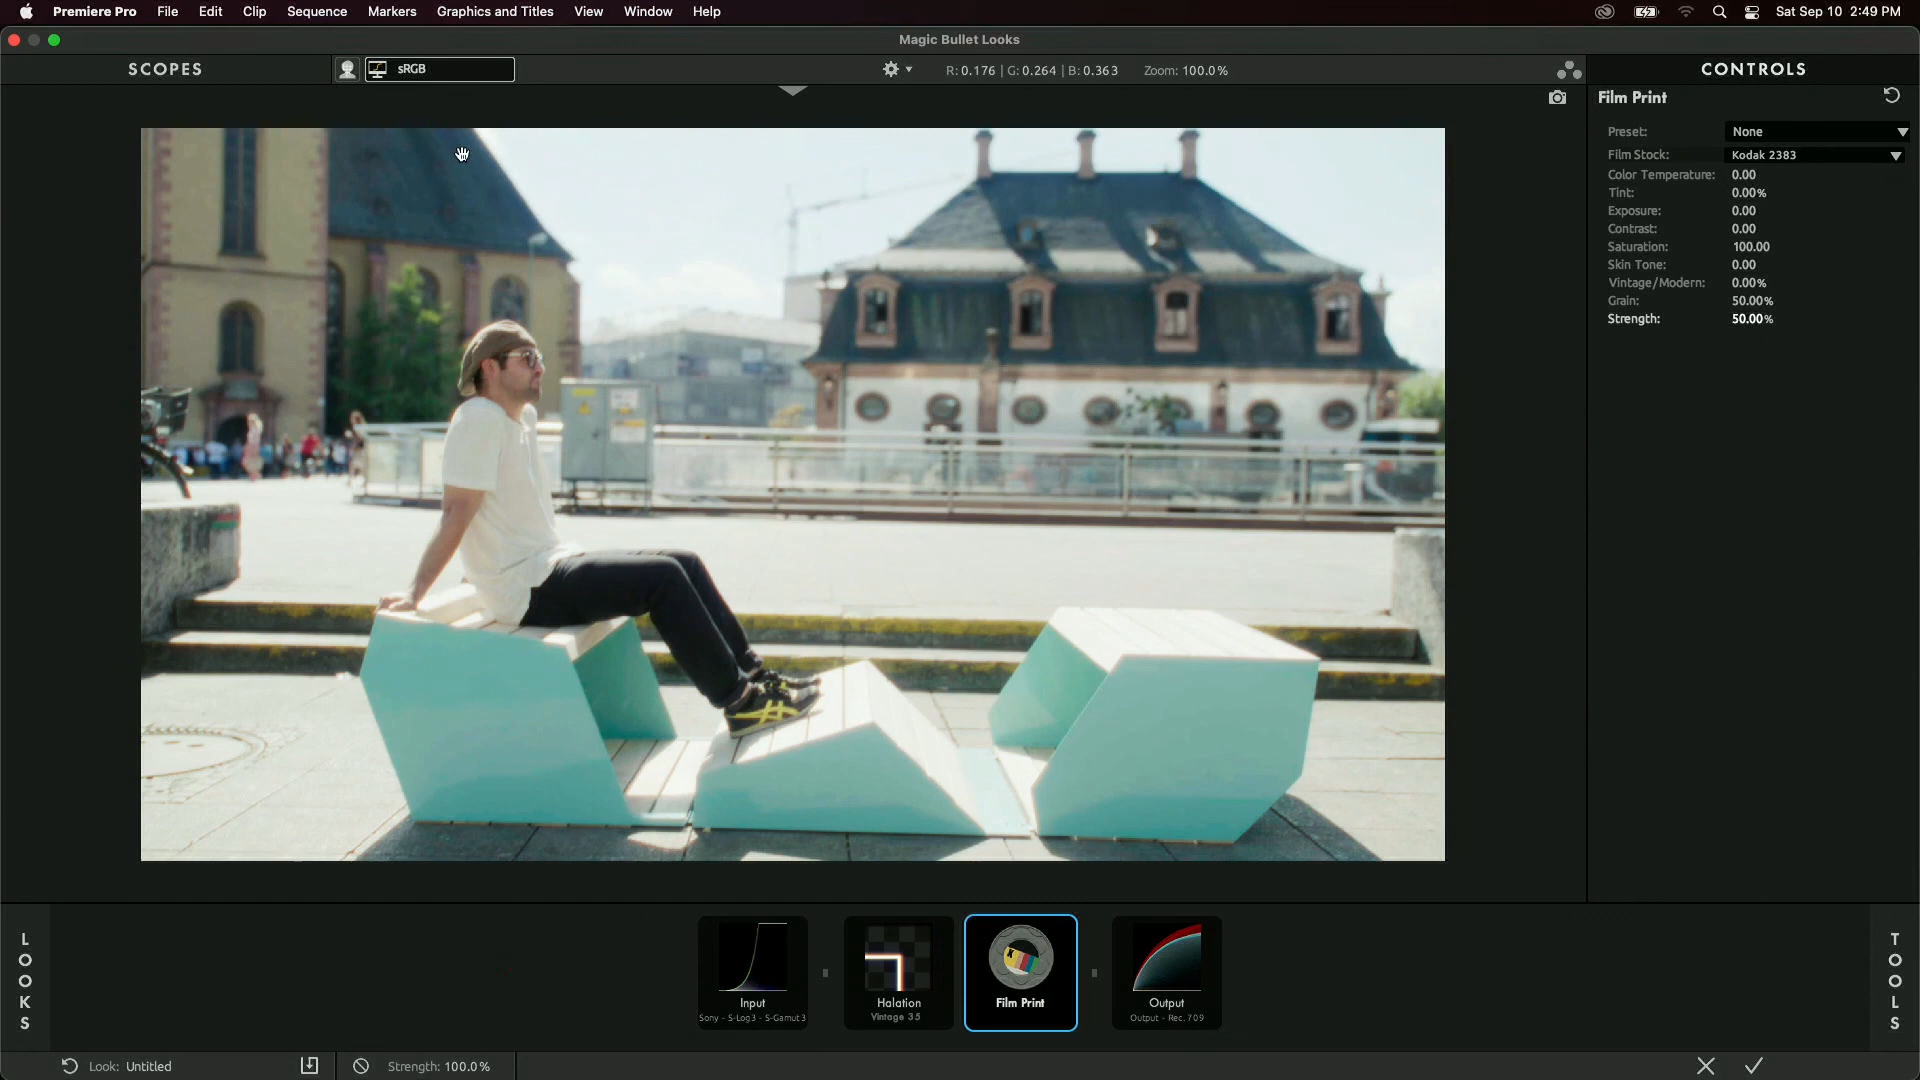 Premiere Pro File Edit Clip Sequence Markers Graphics and Titles View Window Help Sat Sep 10 2:49 PM
Magic Bullet Looks
SCOPES
sRGB
R: 0.176 | G: 0.264 | B: 0.363 Zoom: 100.0%
CONTROLS
Film Print
Preset: None
Film Stock: Kodak 2383
Color Temperature: 0.00
Tint: 0.00%
Exposure: 0.00
Contrast: 0.00
Saturation: 100.00
Skin Tone: 0.00
Vintage/Modern: 0.00%
Grain: 50.00%
Strength: 50.00%
LOOKS
Input
Sony - S-Log3 - S-Gamut3
Halation
Vintage 35
Film Print
Output
Output - Rec.709
TOOLS
Look: Untitled
Strength: 100.0%